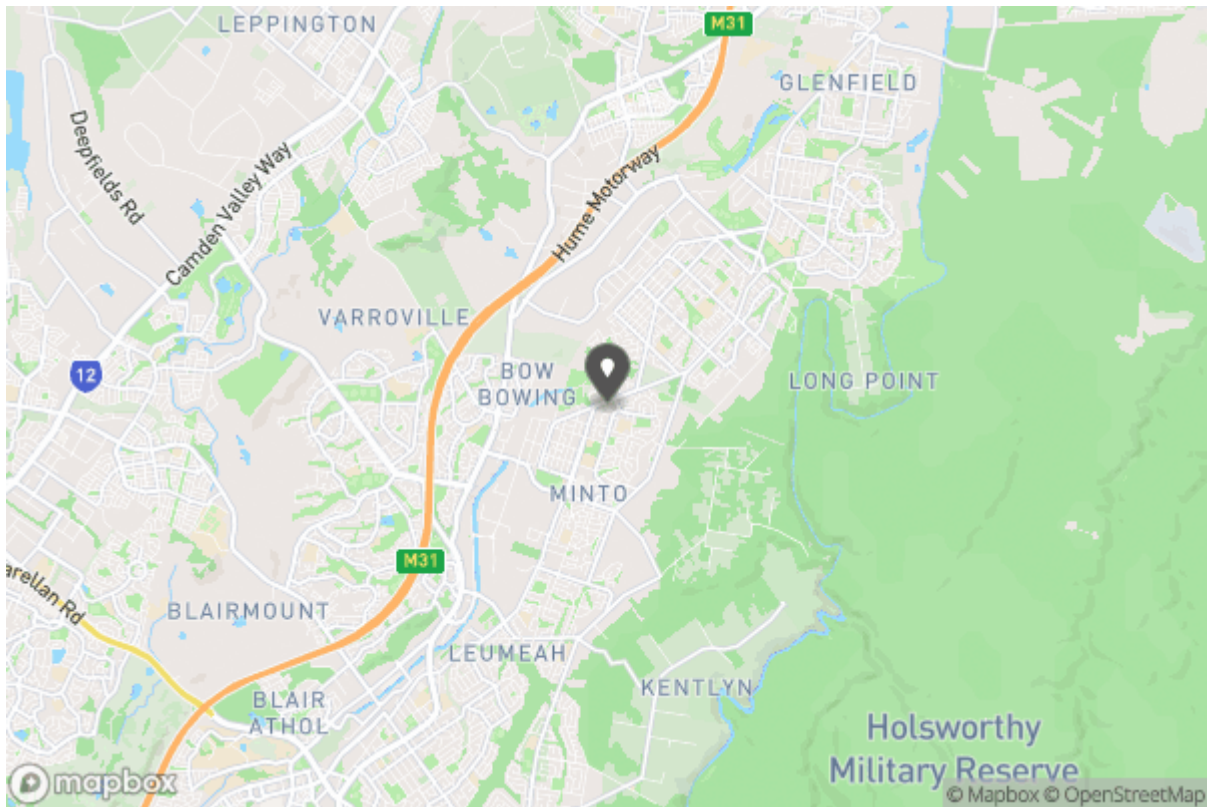 LEPPINGTON
M31
GLENFIELD
Deepfields Rd
Camden Valley Way
Hume Motorway
VARROVILLE
12
BOW
BOWING
LONG POINT
MINTO
M31
arellan Rd
BLAIRMOUNT
LEUMEAH
KENTLYN
BLAIR
ATHOL
Holsworthy
Military Reserve
mapbox
© Mapbox © OpenStreetMap